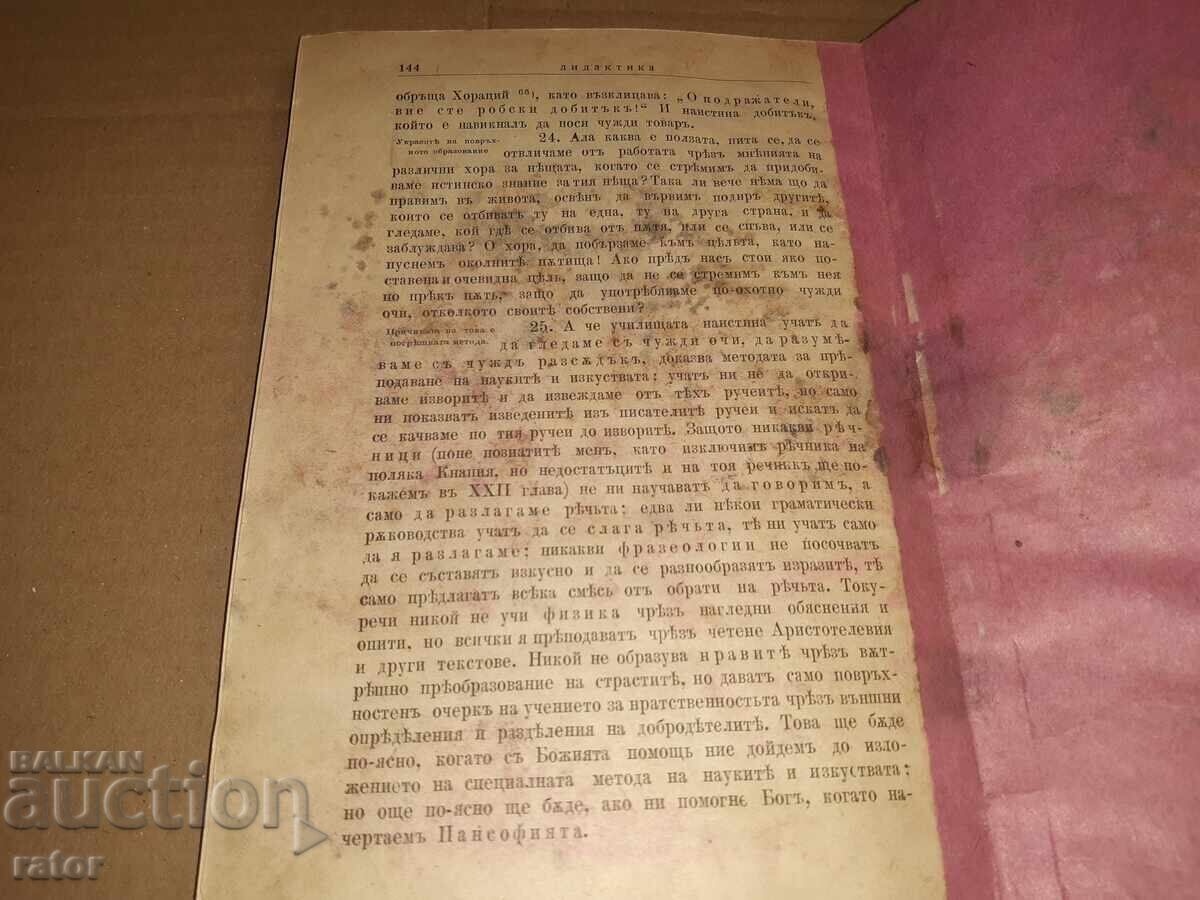 144 ДИДАКТИКА
обръща Хораций ⁶⁶), като възклицава: „О подражатели,
вие сте робски добитъкъ!“ И наистина добитъкъ,
който е навикналъ да носи чужди товаръ.
Украсите на повръх-
ното образование
24. Ала каква е ползата, пита се, да се
отвличаме отъ работата чрѣзъ мнѣнията на
различни хора за нѣщата, когато се стрѣмимъ да придоби-
ваме истинско знание за тия нѣща? Така ли вече нѣма що да
правимъ въ живота, освѣнъ да вървимъ подиръ другитѣ,
които се отбиватъ ту на една, ту на друга страна, и да
гледаме, кой гдѣ се отбива отъ пѫтя, или се спъва, или се
заблуждава? О хора, да побързаме къмъ цѣльта, като на-
пуснемъ околнитѣ пѫтища! Ако прѣдъ насъ стои яко по-
ставена и очевидна цѣль, защо да не се стремимъ къмъ нея
по прѣкъ пѫть, защо да употрѣбяваме по-охотно чужди
очи, отколкото своитѣ собствени?
Причината на това е
погрѣшната метода.
25. А че училищата наистина учатъ да
да гледаме съ чужди очи, да разумѣ-
ваме съ чуждъ разсѫдъкъ, доказва методата за прѣ-
подаване на наукитѣ и изкуствата: учатъ ни не да откри-
ваме изворитѣ и да извеждаме отъ тѣхъ ручеитѣ, но само
ни показватъ изведенитѣ изъ писателитѣ ручеи и искатъ да
се качваме по тия ручеи до изворитѣ. Защото никакви рѣч-
ници (поне познатитѣ менъ, като изключимъ рѣчника на
поляка Кнапия, но недостатъцитѣ и на тоя речникъ ще по-
кажемъ въ XXII глава) не ни научаватъ да говоримъ, а
само да разлагаме рѣчьта: едва ли нѣкои граматически
рѫководства учатъ да се слага рѣчьта, тѣ ни учатъ само
да я разлагаме; никакви фразеологии не посочватъ
да се съставятъ вкусно и да се разнообразятъ изразитѣ, тѣ
само прѣдлагатъ всѣка смѣсь отъ обрати на рѣчьта. Току-
речи никой не учи физика чрѣзъ нагледни обяснения и
опити, но всички я прѣподаватъ чрѣзъ четене Аристотелевия
и други текстове. Никой не образува нравитѣ чрѣзъ вѫт-
рѣшно прѣобразование на страститѣ, но даватъ само повръх-
ностенъ очеркъ на учението за нратственостьта чрѣзъ външни
опрѣдѣления и раздѣления на добродѣтелитѣ. Това ще бѫде
по-ясно, когато съ Божията помощь ние дойдемъ до изло-
жението на специалната метода на наукитѣ и изкуствата;
но още по-ясно ще бѫде, ако ни помогне Богъ, когато на-
чертаемъ Пансофията.
BALKAN
auction
rator